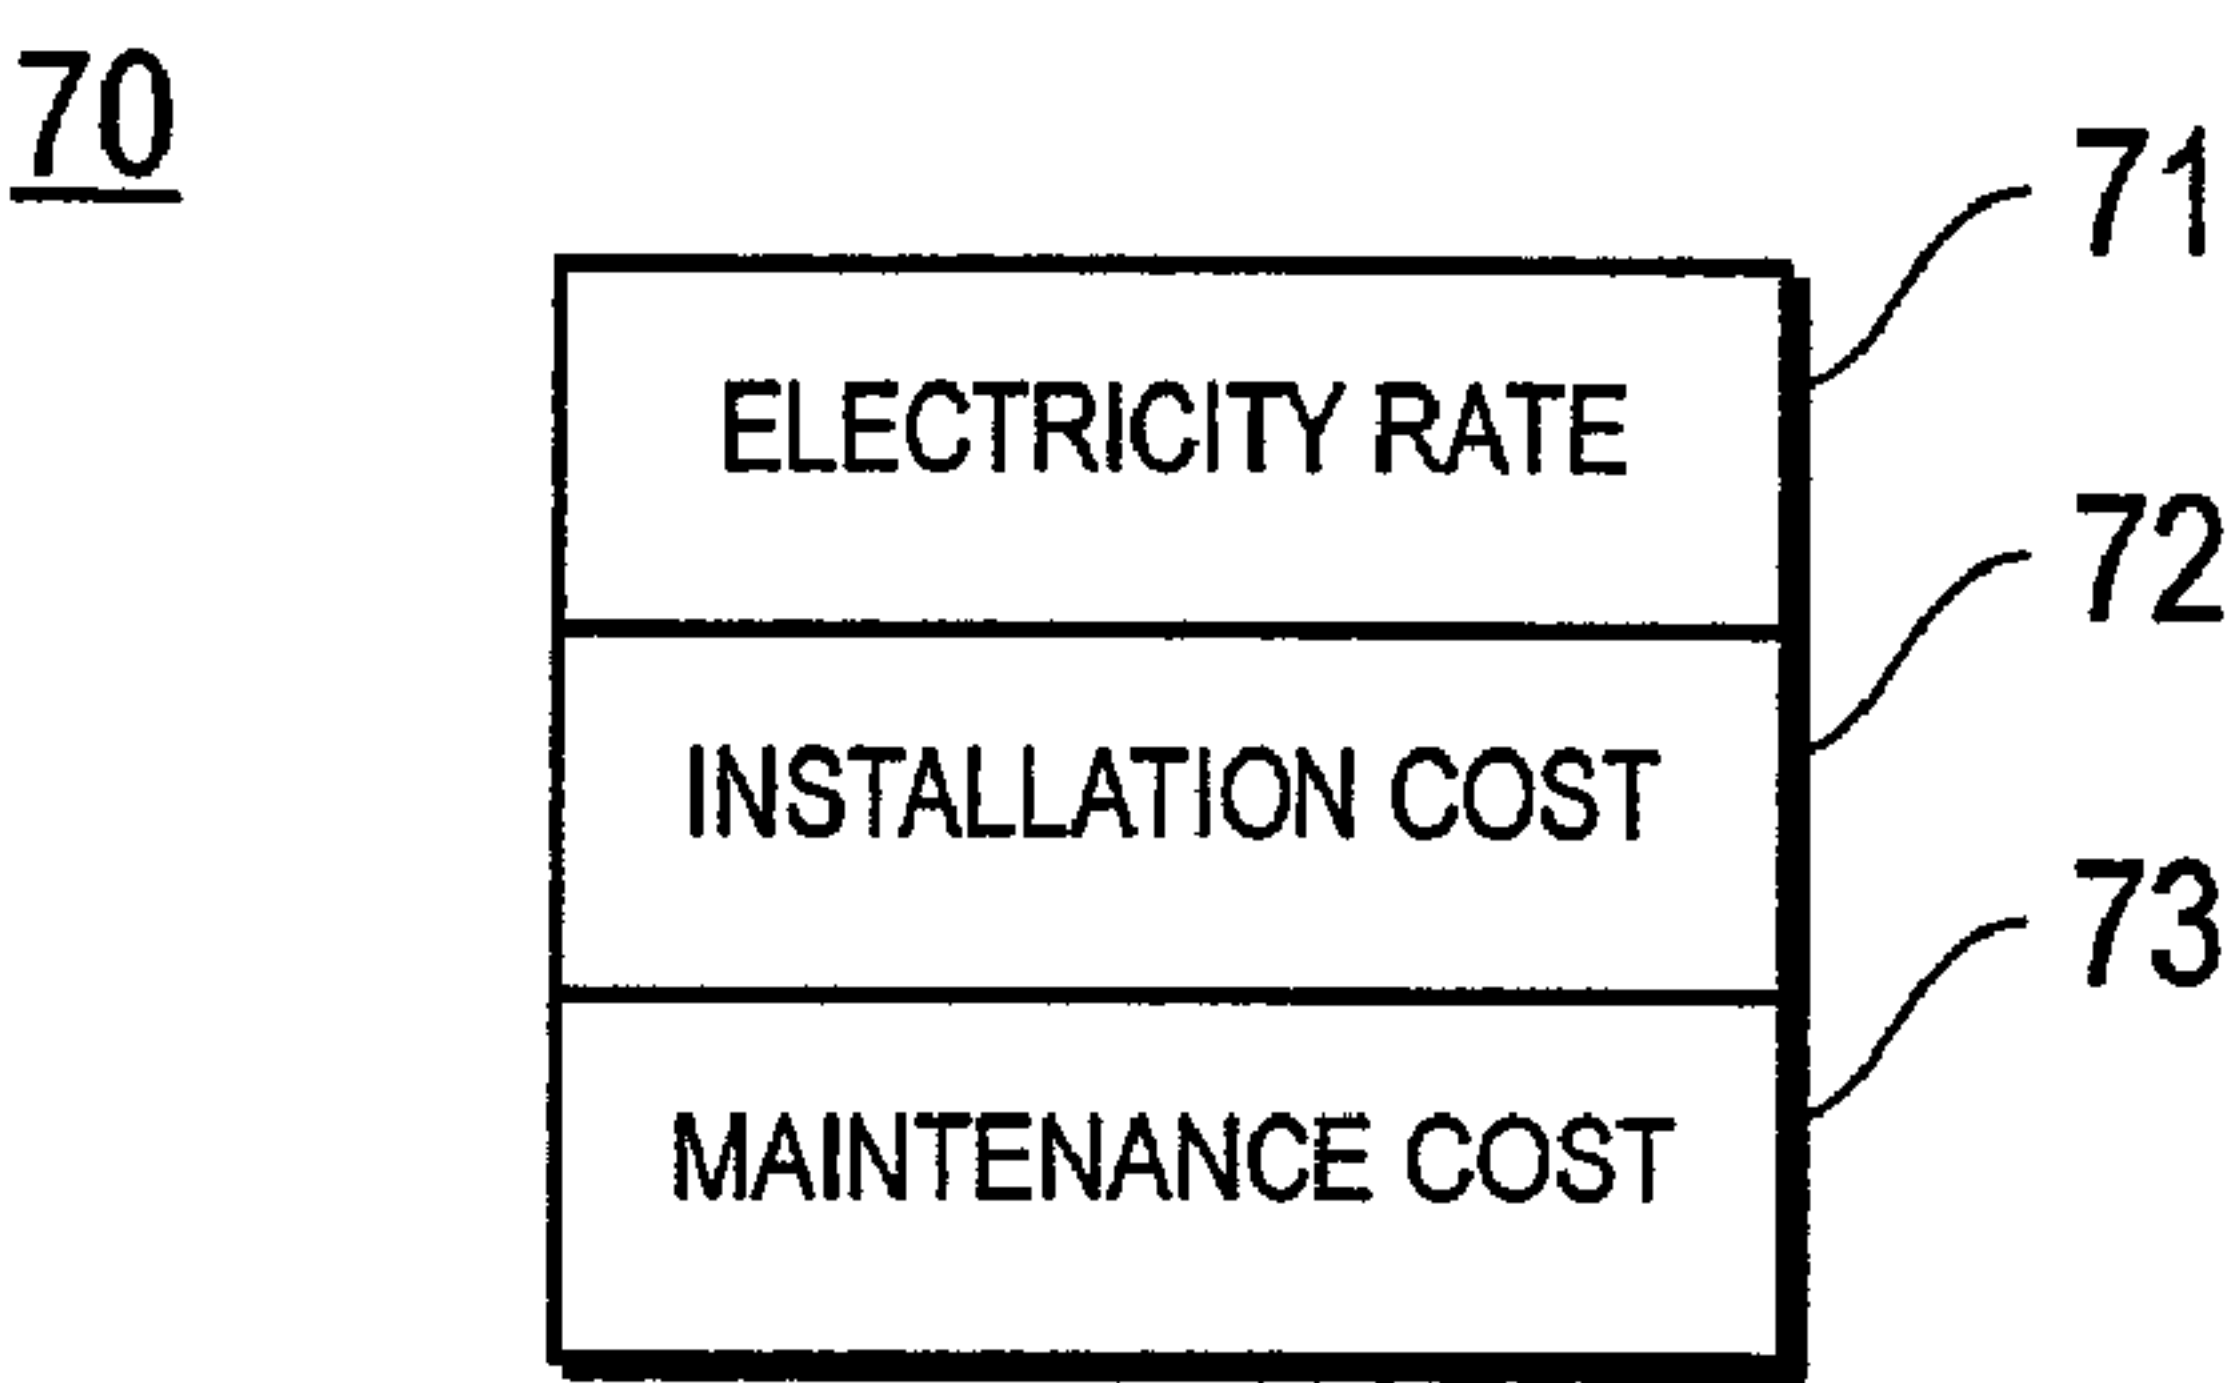 70
71
ELECTRICITY RATE
72
INSTALLATION COST
73
MAINTENANCE COST